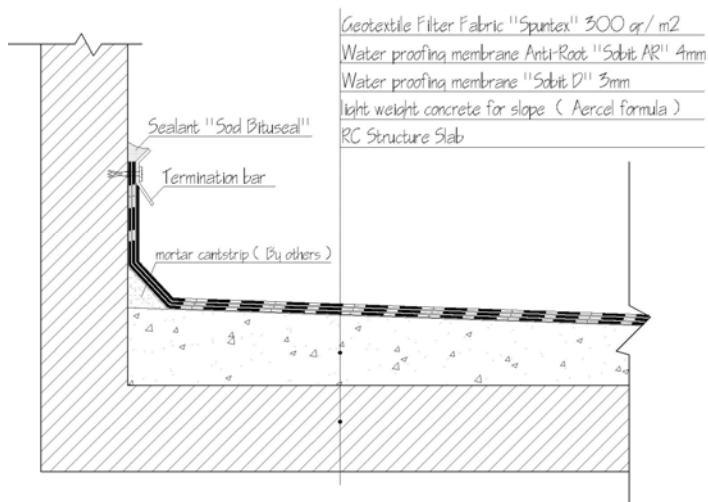 Geotextile Filter Fabric "Spuntex" 300 gr/ m2
Water proofing membrane Anti-Root "Sobit AR" 4mm
Water proofing membrane "Sobit D" 3mm
light weight concrete for slope ( Aercel formula )
RC Structure Slab
Sealant "Sod Bituseal"
Termination bar
mortar cantstrip ( By others )